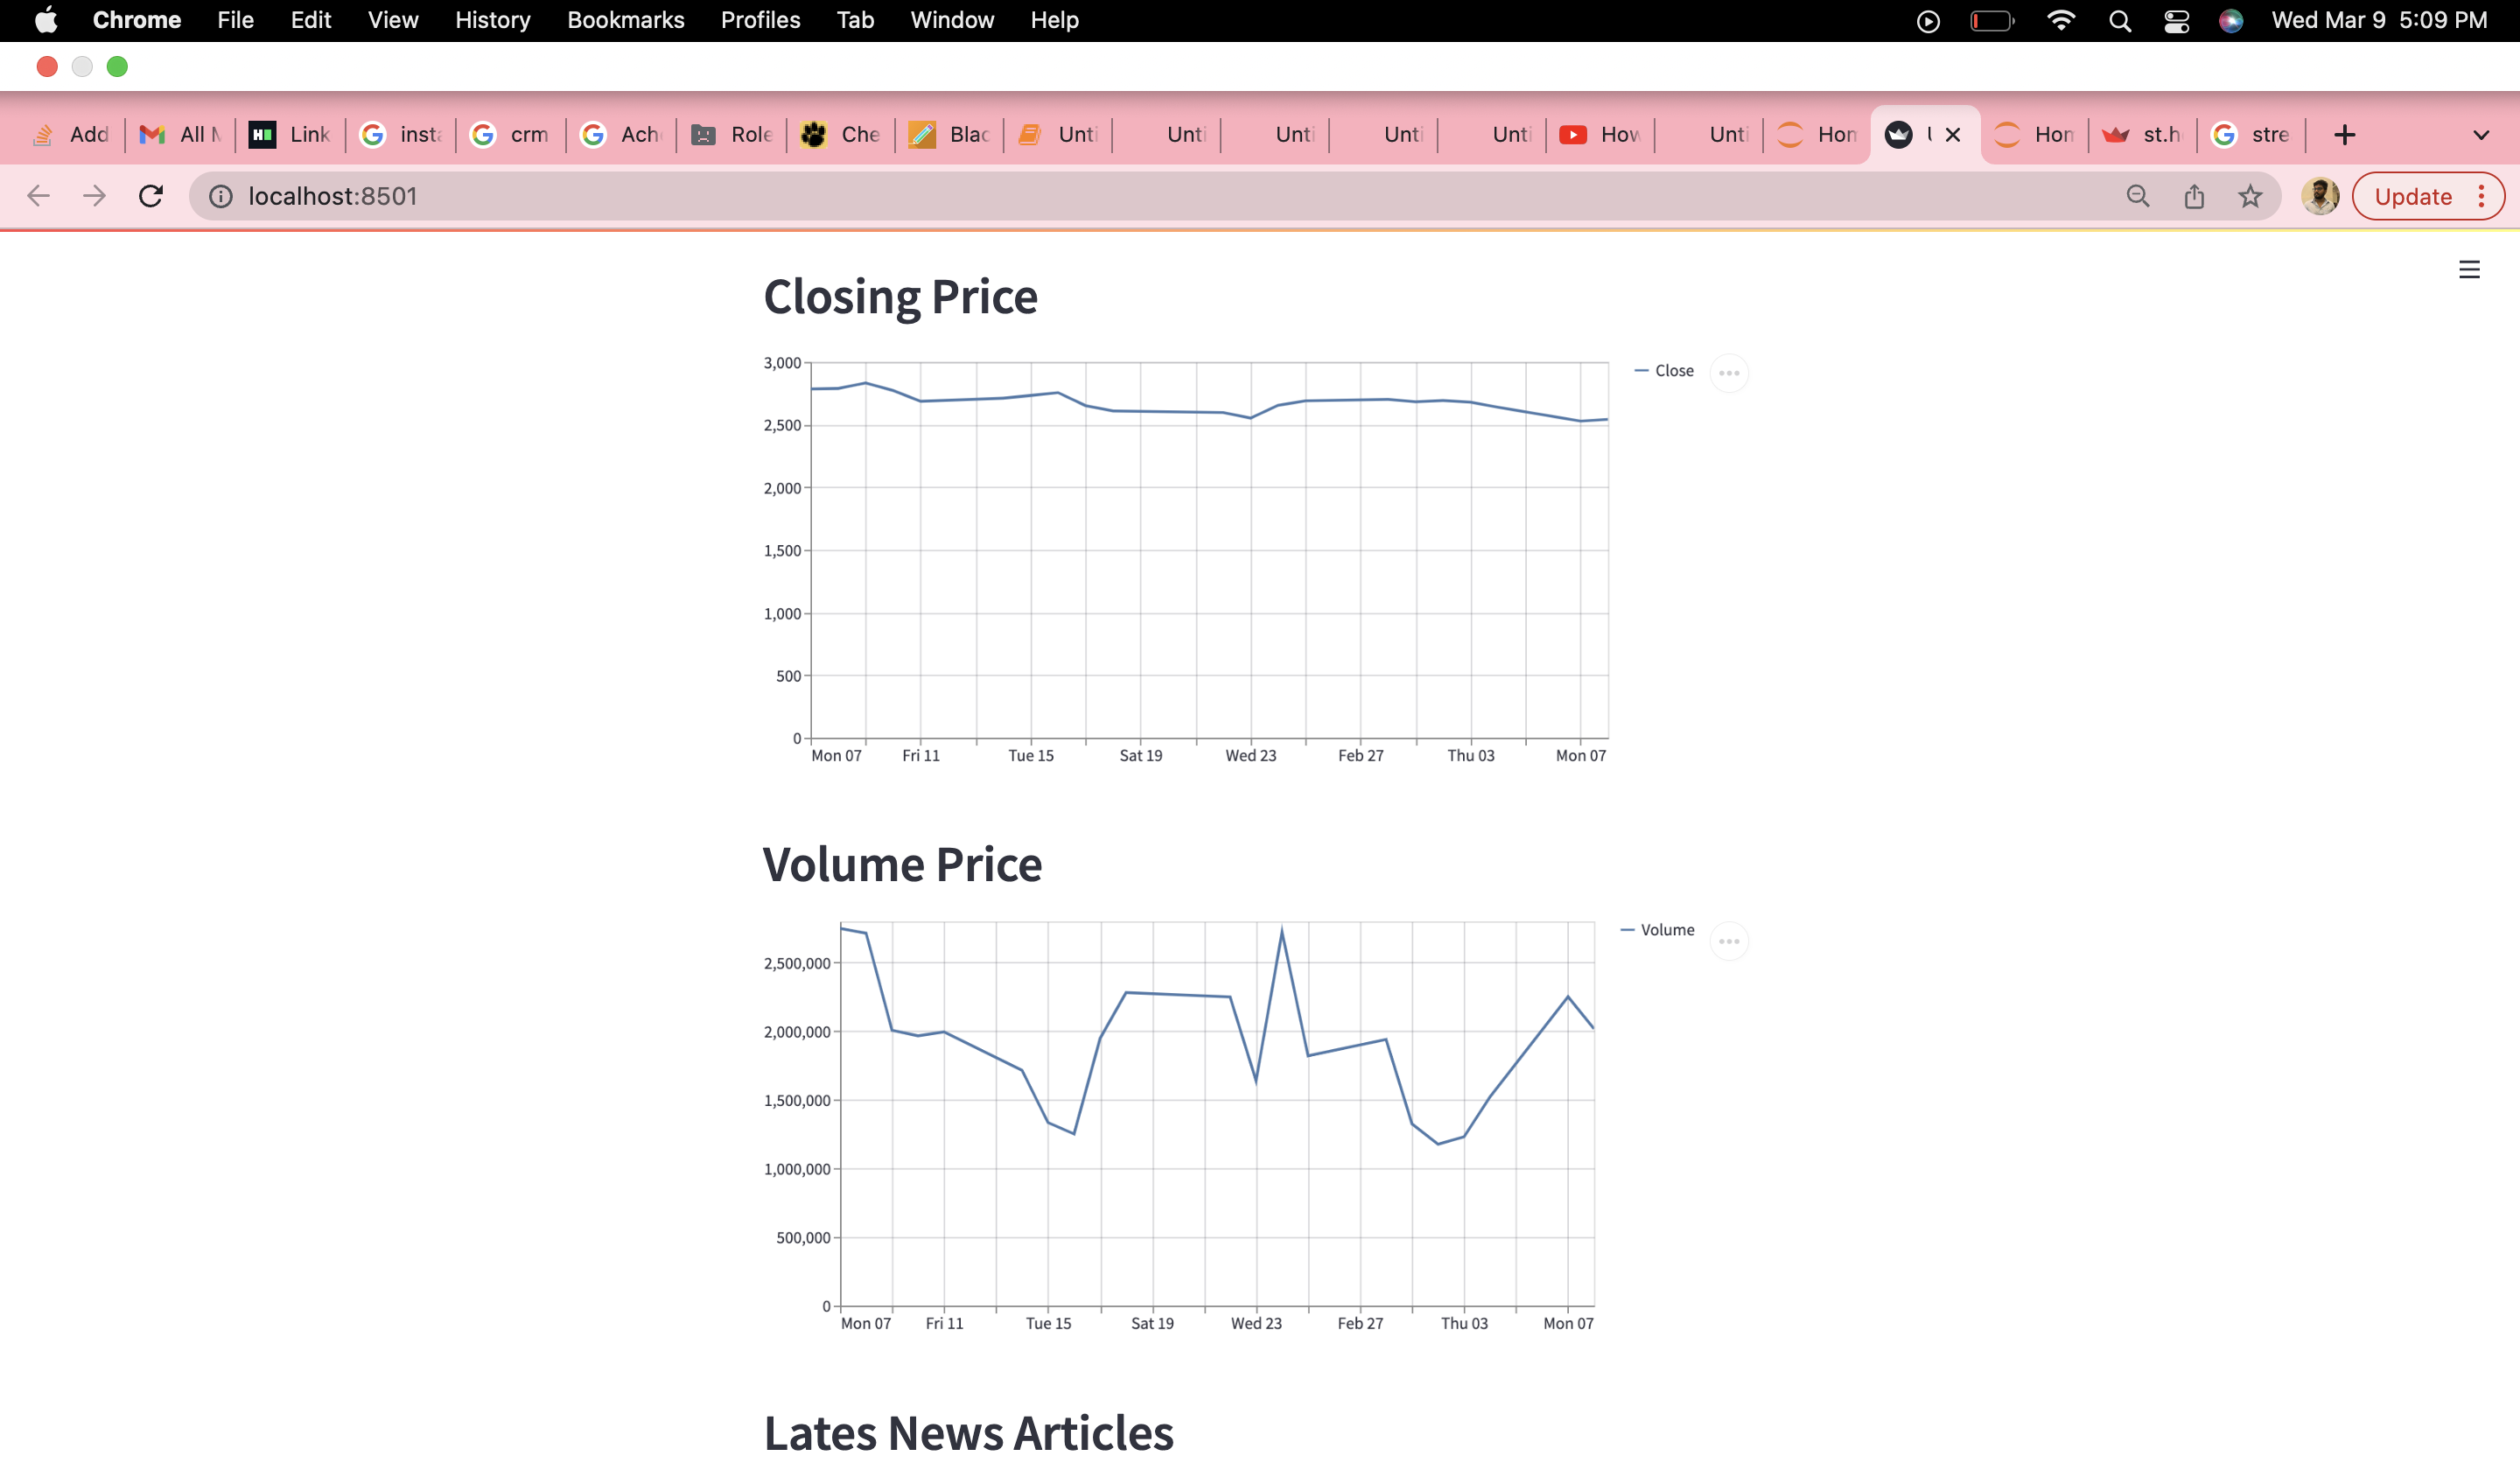 Chrome File Edit View History Bookmarks Profiles Tab Window Help Wed Mar 9 5:09 PM
Add All Link insta crm Ach Role Che Blac Unti Unti Unti Unti Unti How Unti Hom Hom st.h stre
localhost:8501 Update
Closing Price
3,000
2,500
2,000
1,500
1,000
500
0
Mon 07 Fri 11 Tue 15 Sat 19 Wed 23 Feb 27 Thu 03 Mon 07
Close
Volume Price
2,500,000
2,000,000
1,500,000
1,000,000
500,000
0
Mon 07 Fri 11 Tue 15 Sat 19 Wed 23 Feb 27 Thu 03 Mon 07
Volume
Lates News Articles